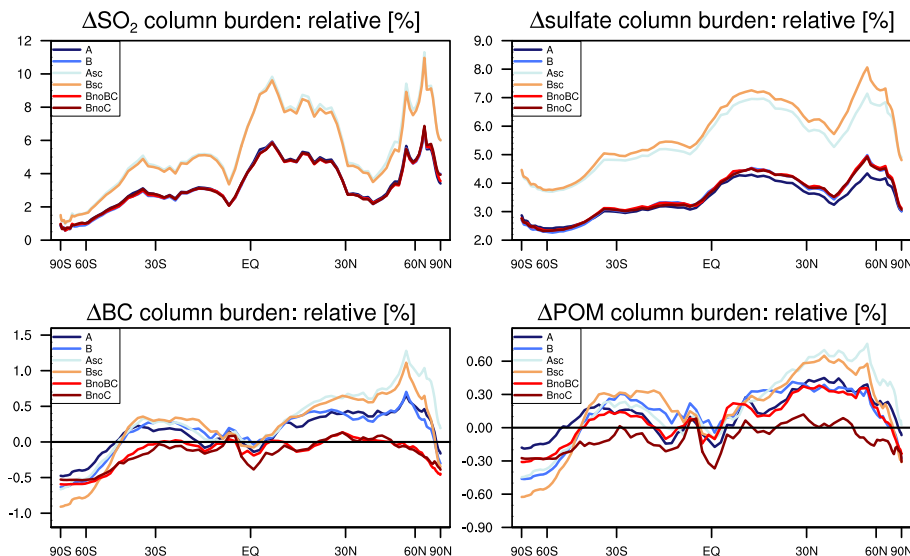 ΔSO₂ column burden: relative [%]
12
10
8
6
4
2
0
A
B
Asc
Bsc
BnoBC
BnoC
90S 60S 30S EQ 30N 60N 90N
Δsulfate column burden: relative [%]
9.0
8.0
7.0
6.0
5.0
4.0
3.0
2.0
A
B
Asc
Bsc
BnoBC
BnoC
90S 60S 30S EQ 30N 60N 90N
ΔBC column burden: relative [%]
1.5
1.0
0.5
0.0
-0.5
-1.0
A
B
Asc
Bsc
BnoBC
BnoC
90S 60S 30S EQ 30N 60N 90N
ΔPOM column burden: relative [%]
0.60
0.30
0.00
-0.30
-0.60
-0.90
A
B
Asc
Bsc
BnoBC
BnoC
90S 60S 30S EQ 30N 60N 90N